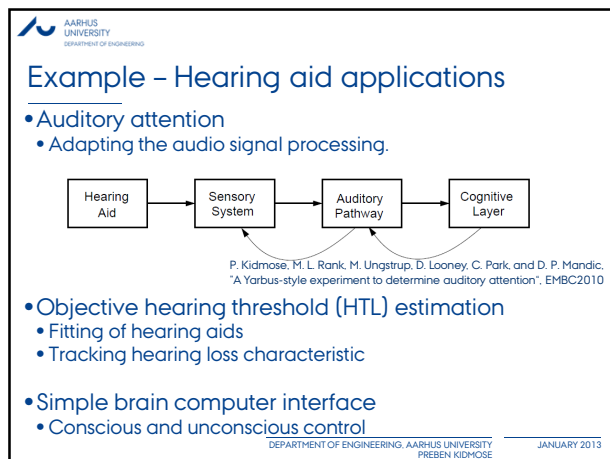 AARHUS
UNIVERSITY
DEPARTMENT OF ENGINEERING
Example – Hearing aid applications
•Auditory attention
• Adapting the audio signal processing.
Hearing
Aid
Sensory
System
Auditory
Pathway
Cognitive
Layer
P. Kidmose, M. L. Rank, M. Ungstrup, D. Looney, C. Park, and D. P. Mandic,
"A Yarbus-style experiment to determine auditory attention", EMBC2010
•Objective hearing threshold (HTL) estimation
• Fitting of hearing aids
• Tracking hearing loss characteristic
•Simple brain computer interface
• Conscious and unconscious control
DEPARTMENT OF ENGINEERING, AARHUS UNIVERSITY
PREBEN KIDMOSE
JANUARY 2013